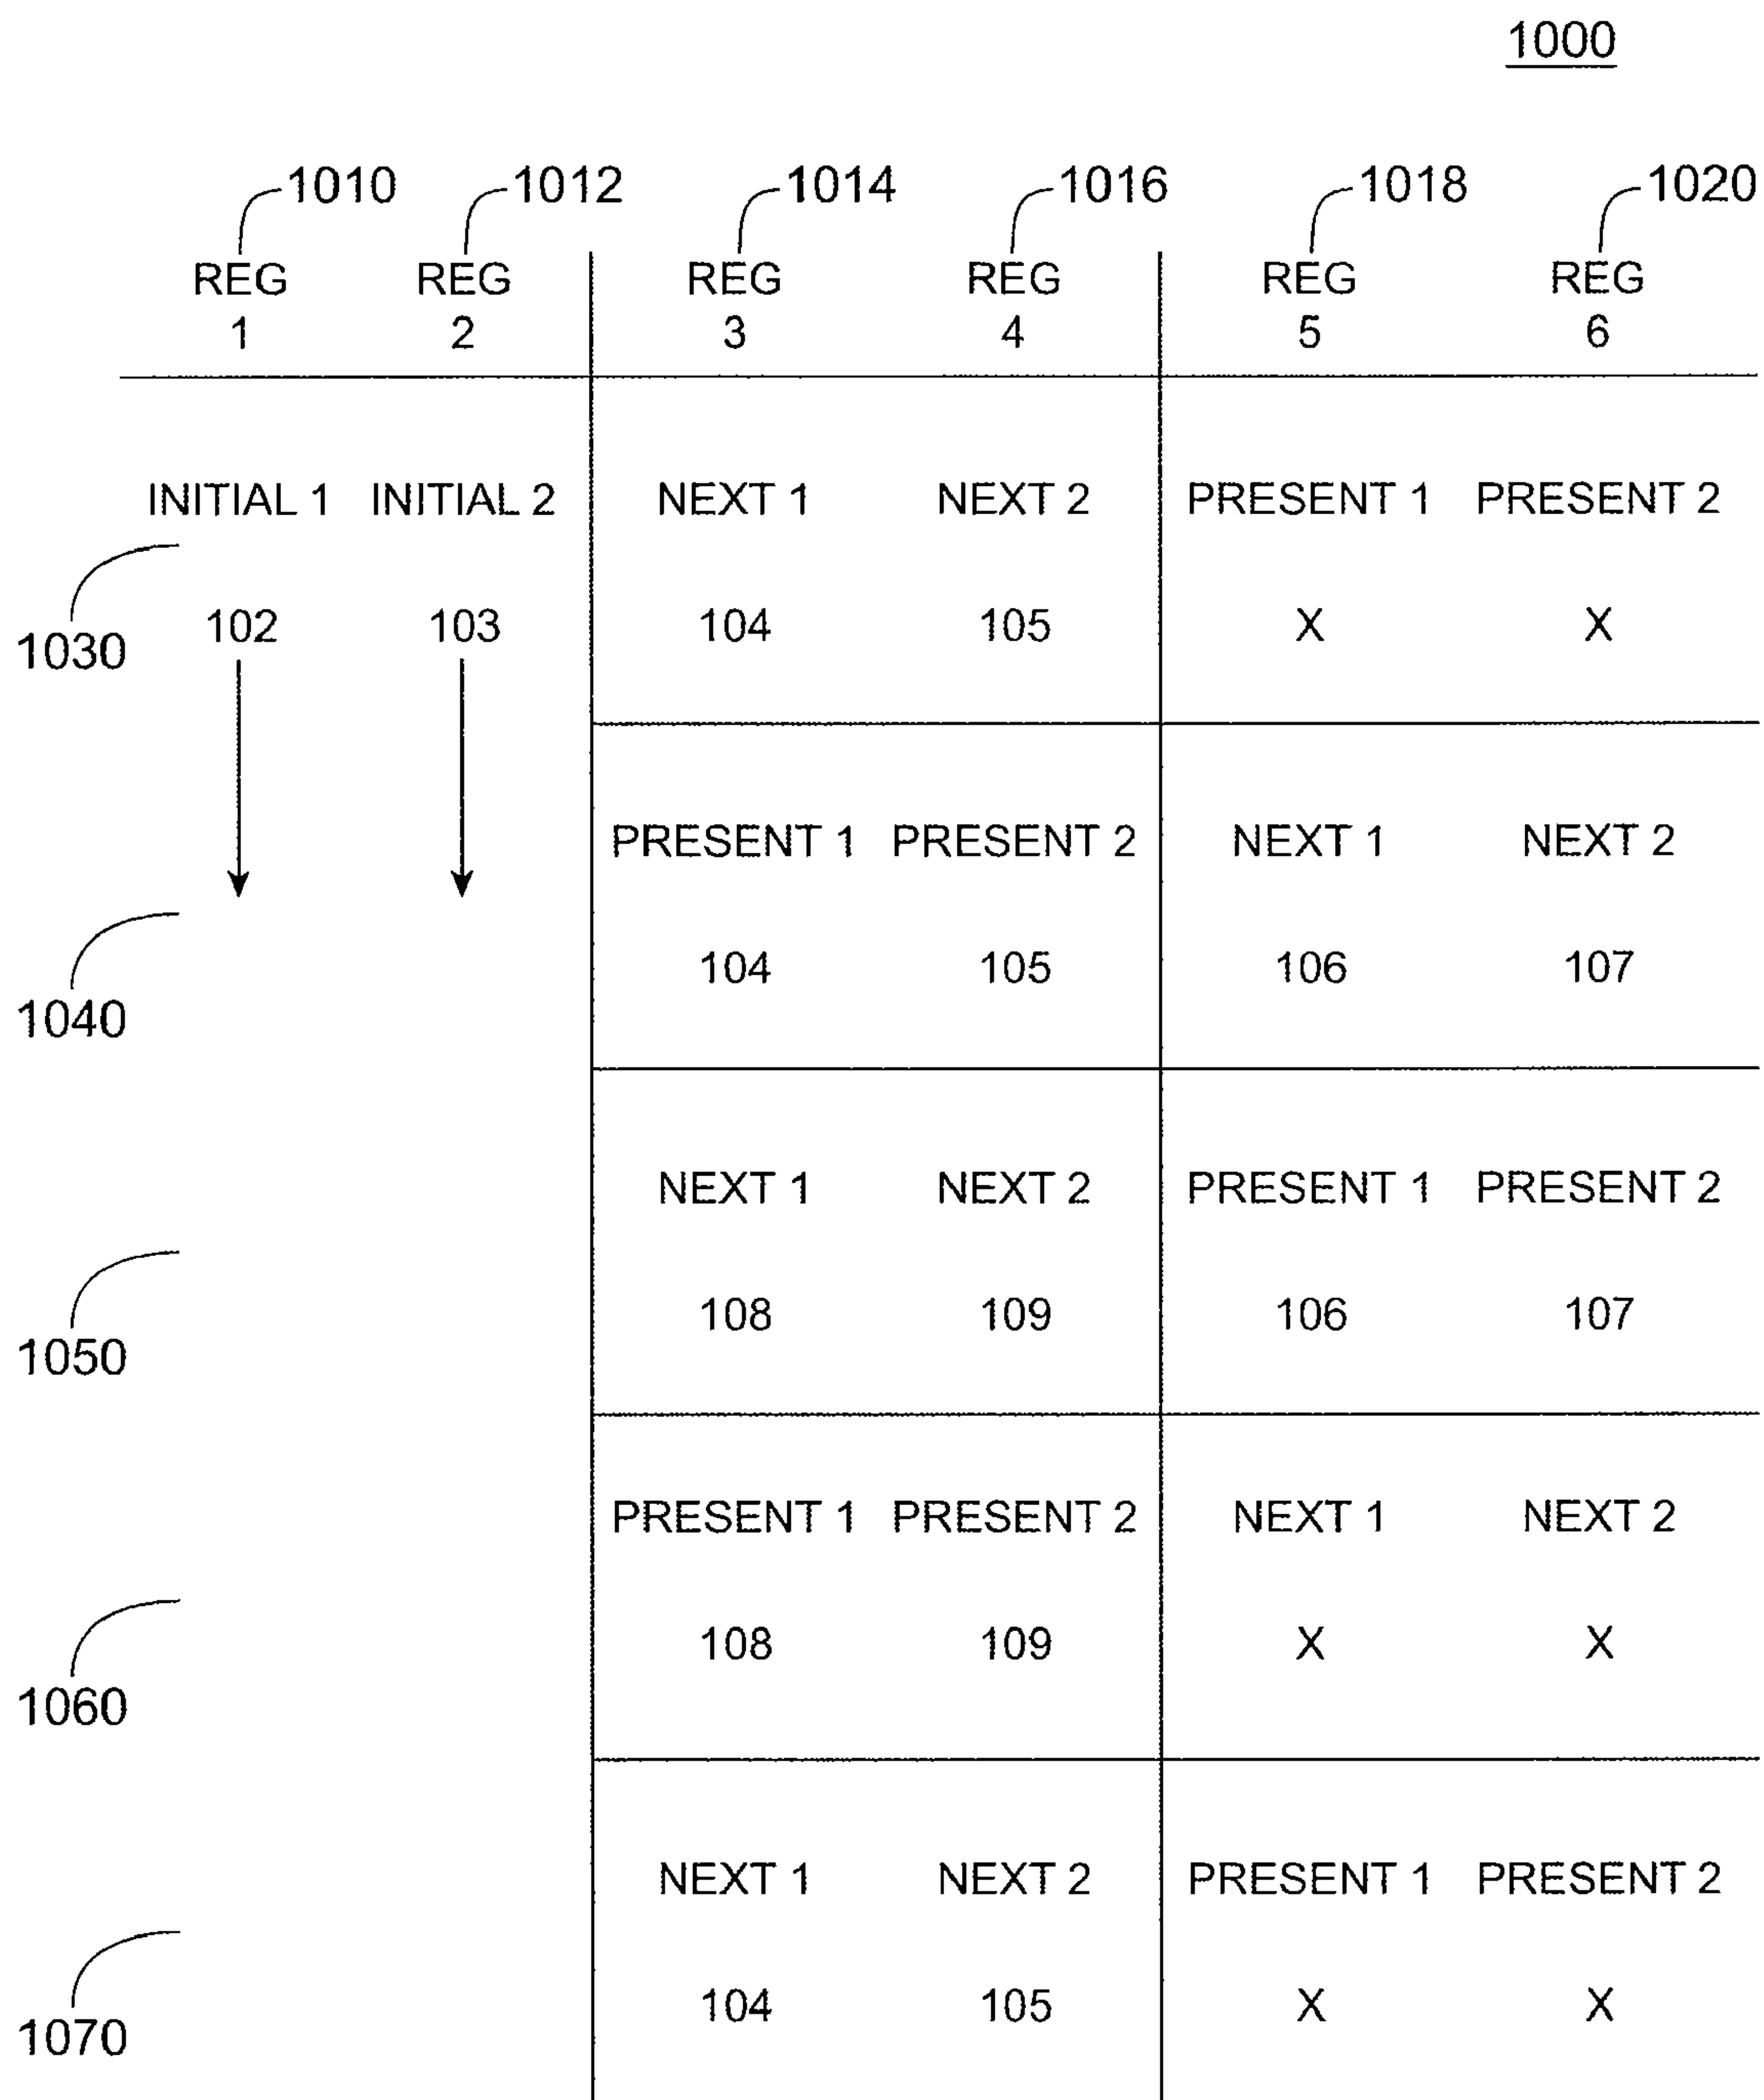 1000
1010 1012 1014 1016 1018 1020
REG REG REG REG REG REG
1 2 3 4 5 6
INITIAL 1 INITIAL 2 NEXT 1 NEXT 2 PRESENT 1 PRESENT 2
1030 102 103 104 105 X X
PRESENT 1 PRESENT 2 NEXT 1 NEXT 2
104 105 106 107
1040
NEXT 1 NEXT 2 PRESENT 1 PRESENT 2
108 109 106 107
1050
PRESENT 1 PRESENT 2 NEXT 1 NEXT 2
108 109 X X
1060
NEXT 1 NEXT 2 PRESENT 1 PRESENT 2
104 105 X X
1070